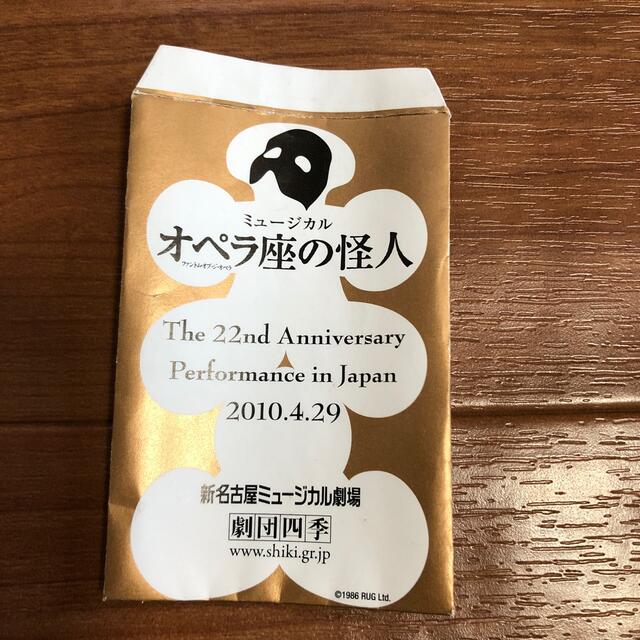 ミュージカル
オペラ座の怪人
ファントムオブ・ジ・オペラ
The 22nd Anniversary
Performance in Japan
2010.4.29
新名古屋ミュージカル劇場
劇団四季
www.shiki.gr.jp
©1986 RUG Ltd.